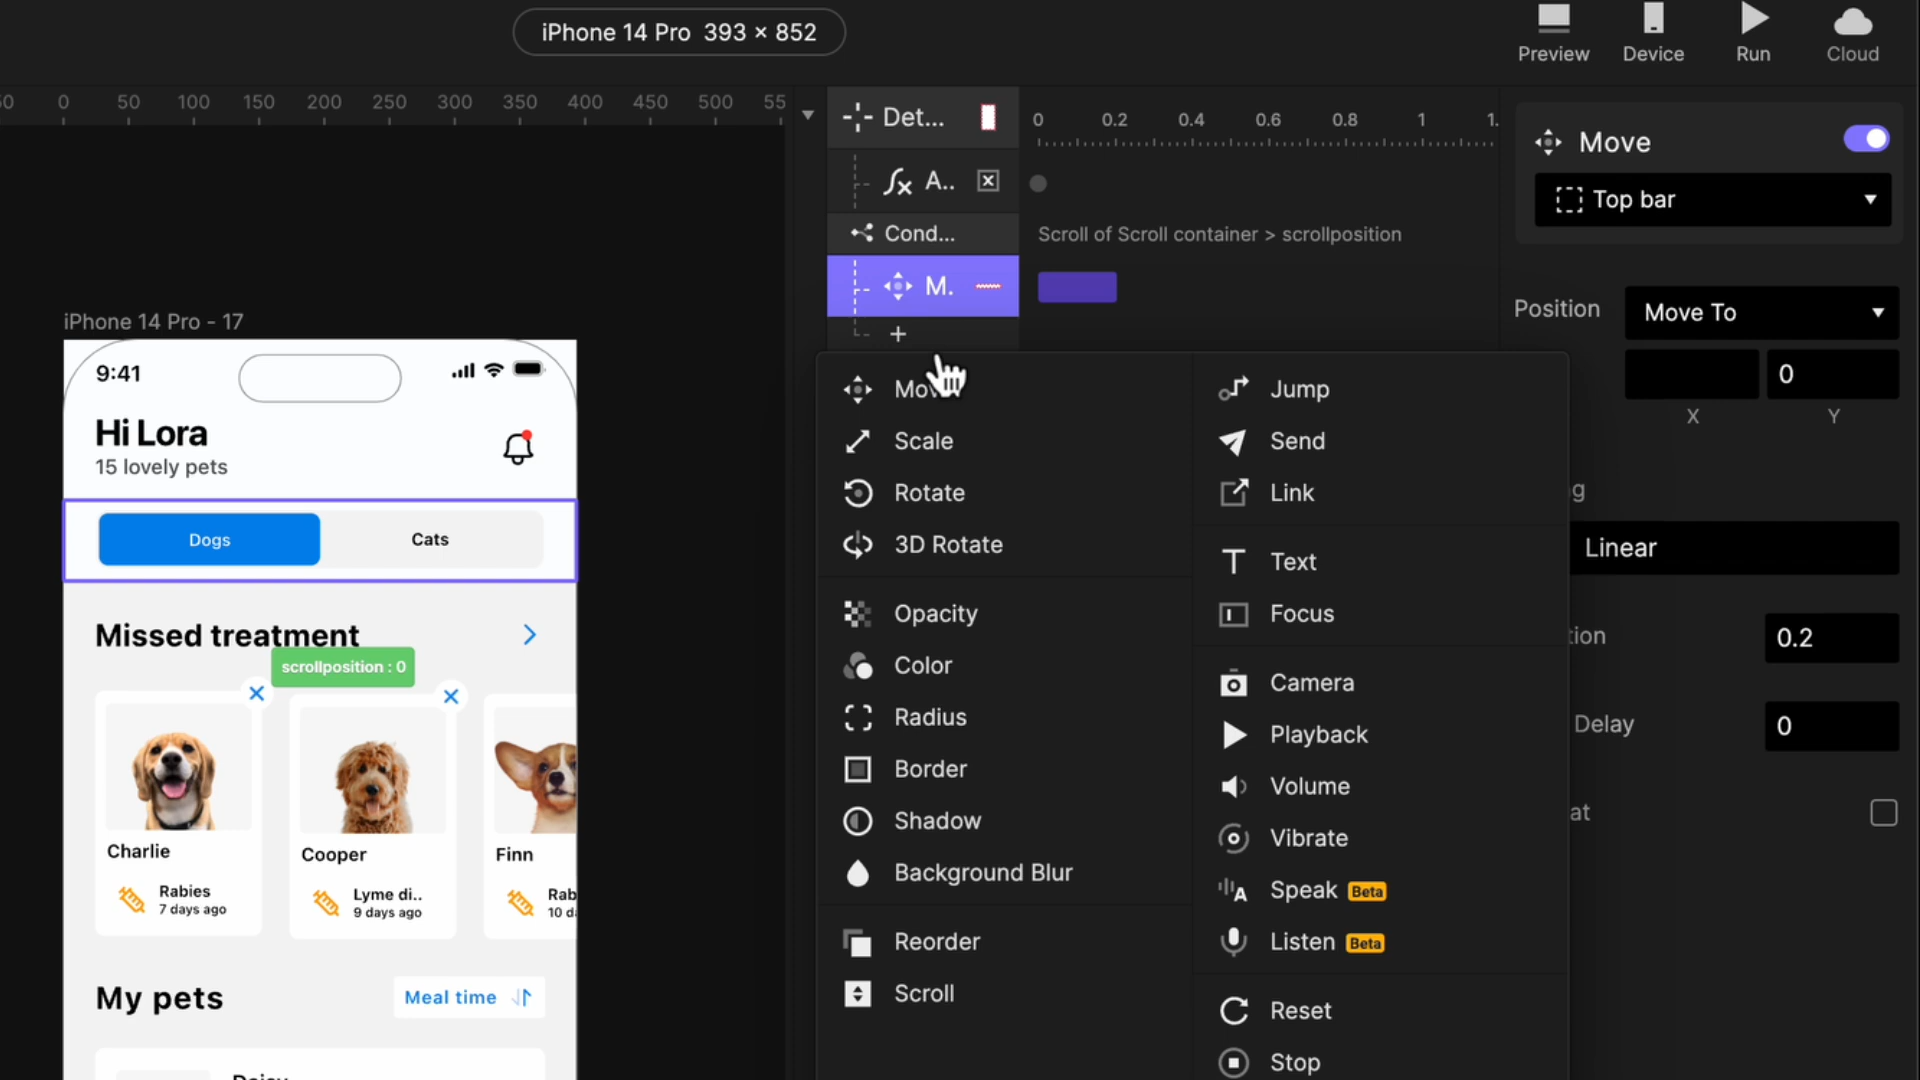 iPhone 14 Pro 393 × 852
Preview
Device
Run
Cloud
0 50 100 150 200 250 300 350 400 450 500 55
Det...
0 0.2 0.4 0.6 0.8 1 1.
A..
Cond...
Scroll of Scroll container > scrollposition
M.
+
Move
Top bar
Position
Move To
0
X
Y
Linear
0.2
Delay
0
iPhone 14 Pro - 17
9:41
Hi Lora
15 lovely pets
Dogs
Cats
Missed treatment
scrollposition : 0
Charlie
Rabies
7 days ago
Cooper
Lyme di..
9 days ago
Finn
Rab
10 d
My pets
Meal time
Scale
Rotate
3D Rotate
Opacity
Color
Radius
Border
Shadow
Background Blur
Reorder
Scroll
Jump
Send
Link
Text
Focus
Camera
Playback
Volume
Vibrate
Speak Beta
Listen Beta
Reset
Stop